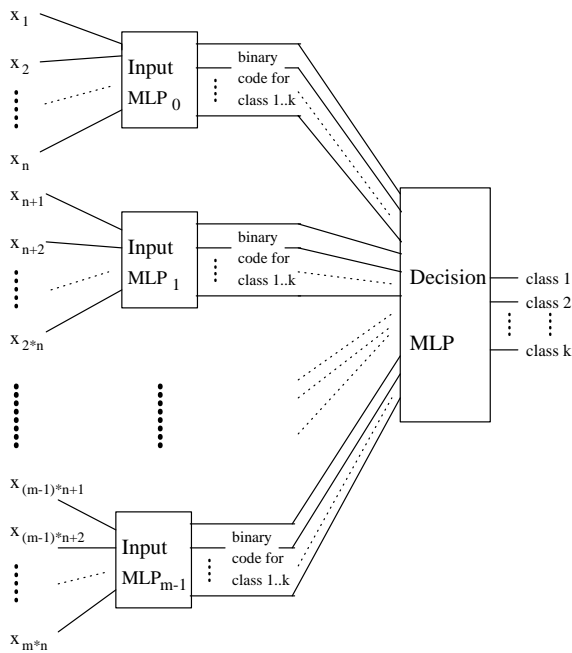 x1
x2
xn
Input
MLP0
binary
code for
class 1..k
xn+1
xn+2
x2*n
Input
MLP1
binary
code for
class 1..k
Decision
MLP
class 1
class 2
class k
x(m-1)*n+1
x(m-1)*n+2
xm*n
Input
MLPm-1
binary
code for
class 1..k